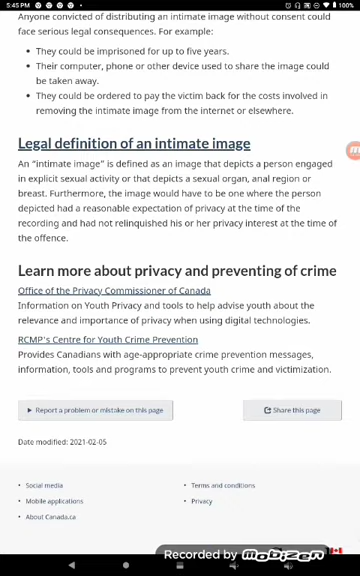 5:45 PM
100%
Anyone convicted of distributing an intimate image without consent could
face serious legal consequences. For example:
• They could be imprisoned for up to five years.
• Their computer, phone or other device used to share the image could
be taken away.
• They could be ordered to pay the victim back for the costs involved in
removing the intimate image from the internet or elsewhere.
Legal definition of an intimate image
An “intimate image” is defined as an image that depicts a person engaged
in explicit sexual activity or that depicts a sexual organ, anal region or
breast. Furthermore, the image would have to be one where the person
depicted had a reasonable expectation of privacy at the time of the
recording and had not relinquished his or her privacy interest at the time of
the offence.
Learn more about privacy and preventing of crime
Office of the Privacy Commissioner of Canada
Information on Youth Privacy and tools to help advise youth about the
relevance and importance of privacy when using digital technologies.
RCMP's Centre for Youth Crime Prevention
Provides Canadians with age-appropriate crime prevention messages,
information, tools and programs to prevent youth crime and victimization.
Report a problem or mistake on this page
Share this page
Date modified: 2021-02-05
• Social media
• Terms and conditions
• Mobile applications
• Privacy
• About Canada.ca
Recorded by mobizen